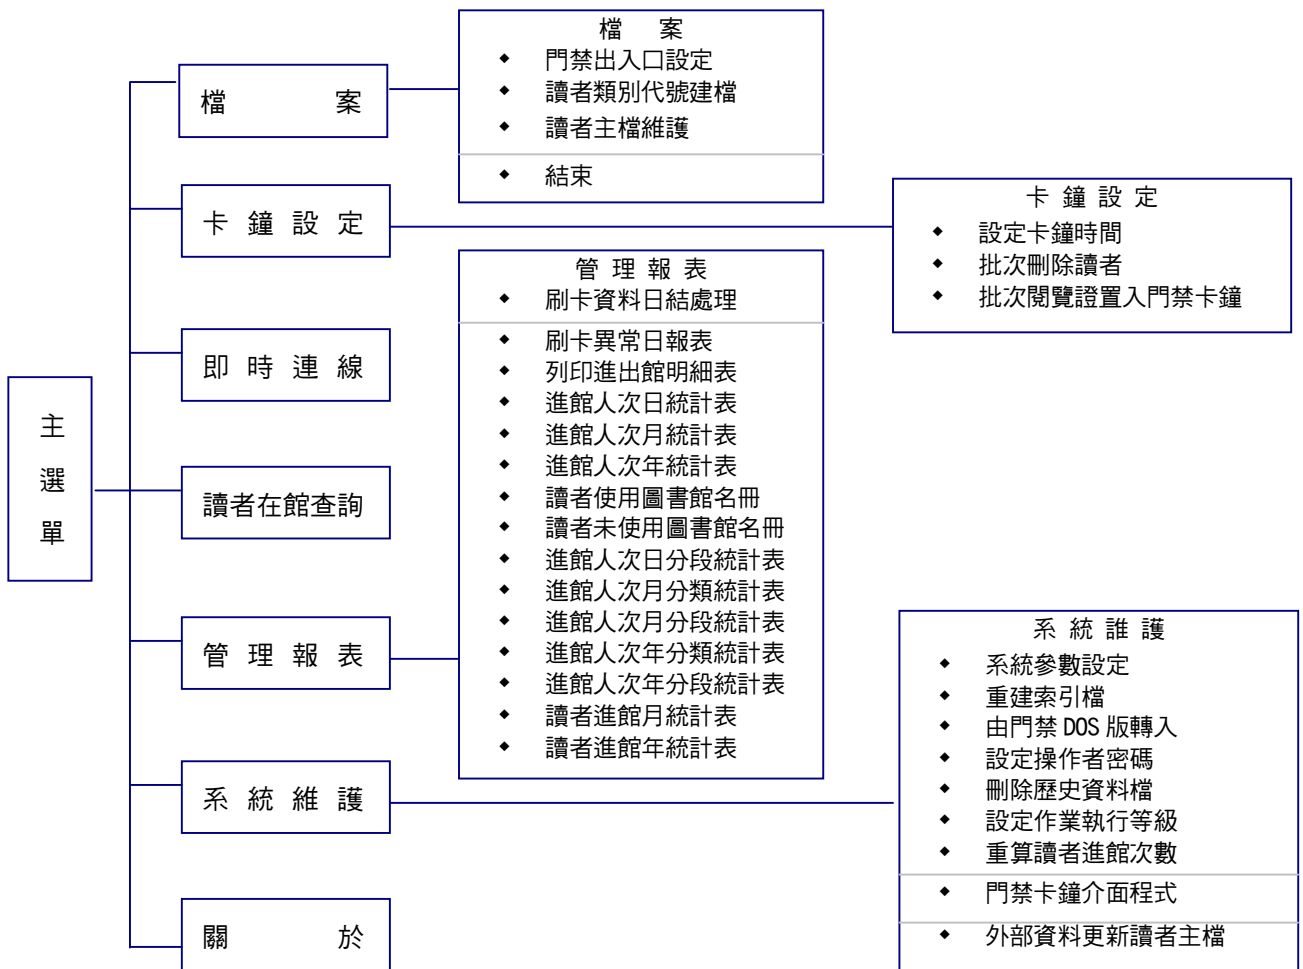 主
選
單
檔 案
卡 鐘 設 定
即 時 連 線
讀者在館查詢
管 理 報 表
系 統 維 護
關 於
檔 案
◆ 門禁出入口設定
◆ 讀者類別代號建檔
◆ 讀者主檔維護
◆ 結束
卡 鐘 設 定
◆ 設定卡鐘時間
◆ 批次刪除讀者
◆ 批次閱覽證置入門禁卡鐘
管 理 報 表
◆ 刷卡資料日結處理
◆ 刷卡異常日報表
◆ 列印進出館明細表
◆ 進館人次日統計表
◆ 進館人次月統計表
◆ 進館人次年統計表
◆ 讀者使用圖書館名冊
◆ 讀者未使用圖書館名冊
◆ 進館人次日分段統計表
◆ 進館人次月分類統計表
◆ 進館人次月分段統計表
◆ 進館人次年分類統計表
◆ 進館人次年分段統計表
◆ 讀者進館月統計表
◆ 讀者進館年統計表
系 統 誰 護
◆ 系統參數設定
◆ 重建索引檔
◆ 由門禁 DOS 版轉入
◆ 設定操作者密碼
◆ 刪除歷史資料檔
◆ 設定作業執行等級
◆ 重算讀者進館次數
◆ 門禁卡鐘介面程式
◆ 外部資料更新讀者主檔